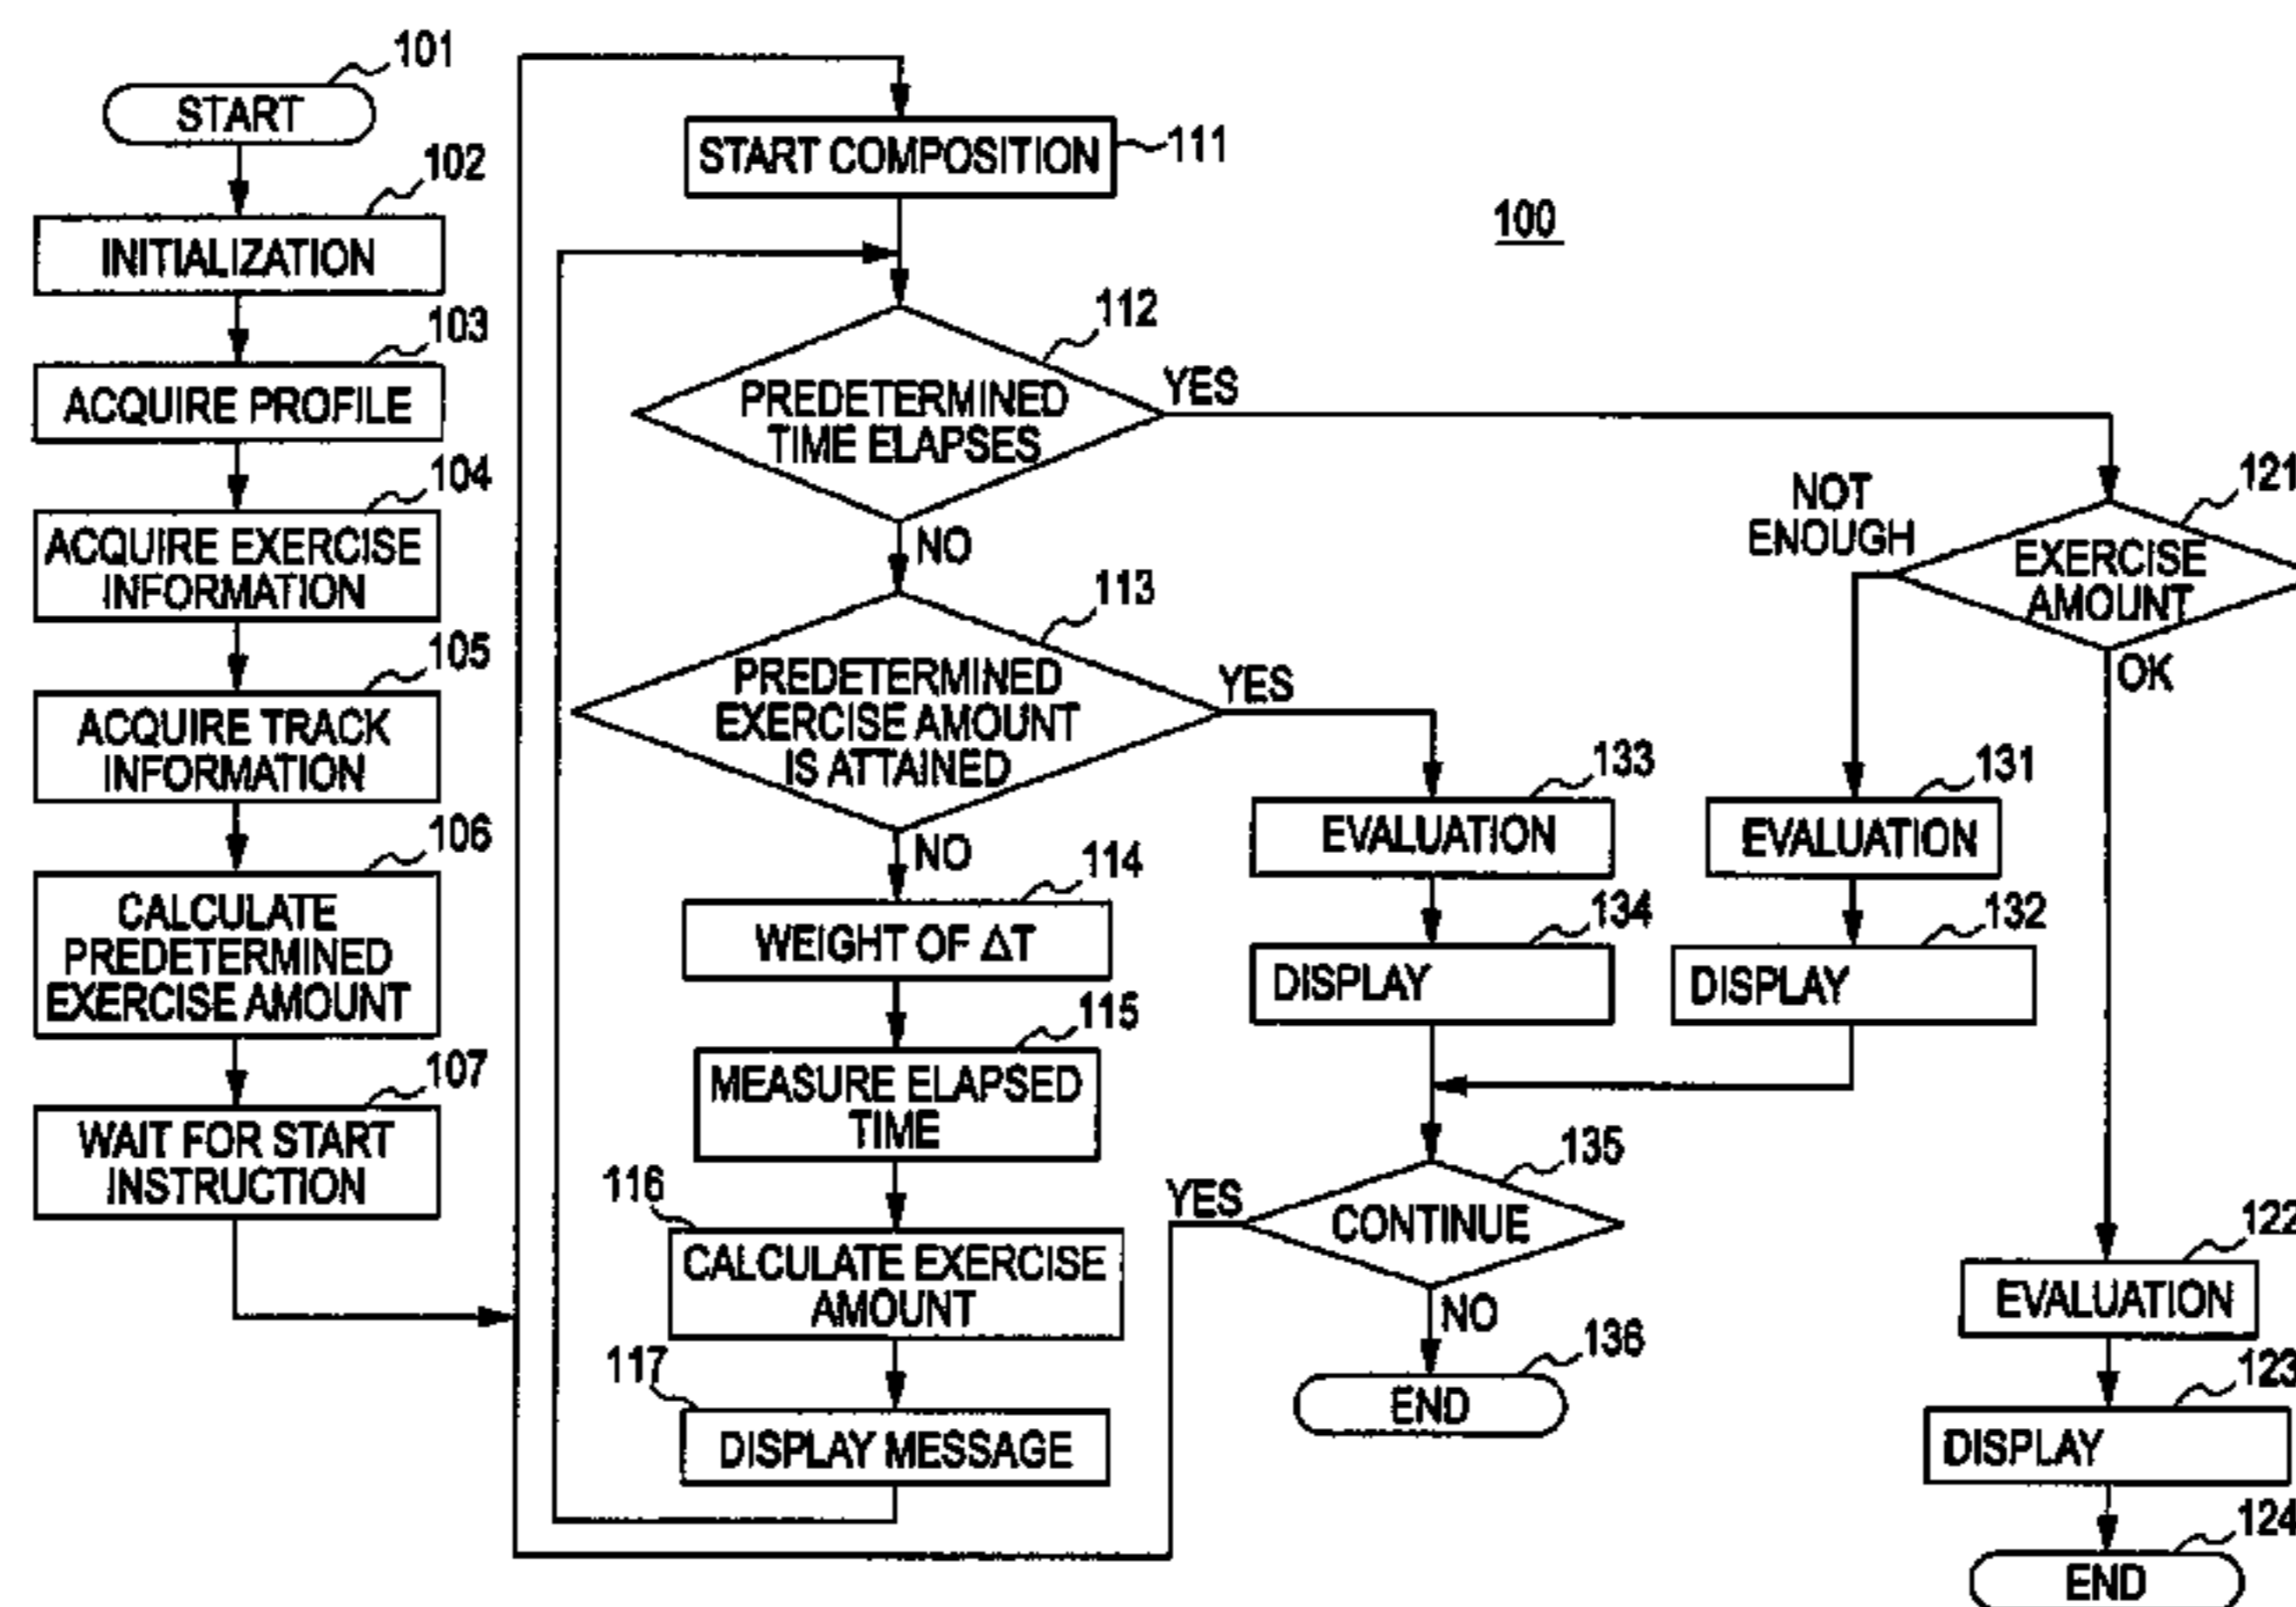 101
START
102
INITIALIZATION
103
ACQUIRE PROFILE
104
ACQUIRE EXERCISE
INFORMATION
105
ACQUIRE TRACK
INFORMATION
106
CALCULATE
PREDETERMINED
EXERCISE AMOUNT
107
WAIT FOR START
INSTRUCTION
START COMPOSITION
111
100
112
PREDETERMINED
TIME ELAPSES
YES
NO
113
PREDETERMINED
EXERCISE AMOUNT
IS ATTAINED
YES
NO
114
WEIGHT OF ΔT
115
MEASURE ELAPSED
TIME
116
CALCULATE EXERCISE
AMOUNT
117
DISPLAY MESSAGE
121
NOT
ENOUGH
EXERCISE
AMOUNT
OK
133
EVALUATION
134
DISPLAY
131
EVALUATION
132
DISPLAY
135
YES
CONTINUE
NO
136
END
122
EVALUATION
123
DISPLAY
124
END